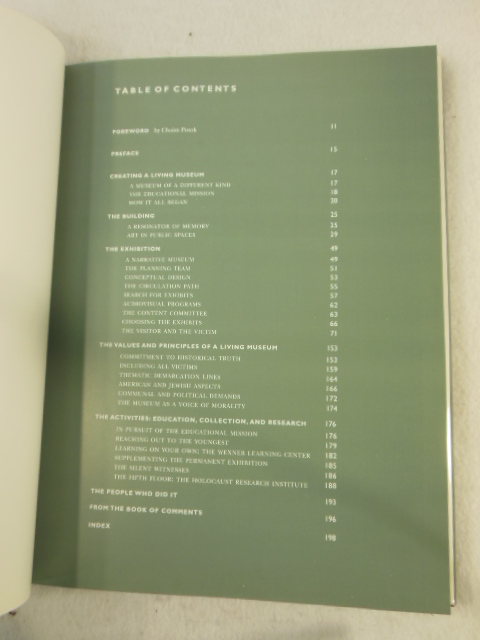 TABLE OF CONTENTS
FOREWORD by Chaim Potok 11
PREFACE 15
CREATING A LIVING MUSEUM 17
A MUSEUM OF A DIFFERENT KIND 17
THE EDUCATIONAL MISSION 18
HOW IT ALL BEGAN 20
THE BUILDING 25
A RESONATOR OF MEMORY 25
ART IN PUBLIC SPACES 29
THE EXHIBITION 49
A NARRATIVE MUSEUM 49
THE PLANNING TEAM 51
CONCEPTUAL DESIGN 53
THE CIRCULATION PATH 55
SEARCH FOR EXHIBITS 57
AUDIOVISUAL PROGRAMS 62
THE CONTENT COMMITTEE 63
CHOOSING THE EXHIBITS 66
THE VISITOR AND THE VICTIM 71
THE VALUES AND PRINCIPLES OF A LIVING MUSEUM 153
COMMITMENT TO HISTORICAL TRUTH 153
INCLUDING ALL VICTIMS 159
THEMATIC DEMARCATION LINES 164
AMERICAN AND JEWISH ASPECTS 166
COMMUNAL AND POLITICAL DEMANDS 172
THE MUSEUM AS A VOICE OF MORALITY 174
THE ACTIVITIES: EDUCATION, COLLECTION, AND RESEARCH 176
IN PURSUIT OF THE EDUCATIONAL MISSION 176
REACHING OUT TO THE YOUNGEST 179
LEARNING ON YOUR OWN: THE WEXNER LEARNING CENTER 182
SUPPLEMENTING THE PERMANENT EXHIBITION 185
THE SILENT WITNESSES 186
THE FIFTH FLOOR: THE HOLOCAUST RESEARCH INSTITUTE 188
THE PEOPLE WHO DID IT 193
FROM THE BOOK OF COMMENTS 196
INDEX 198